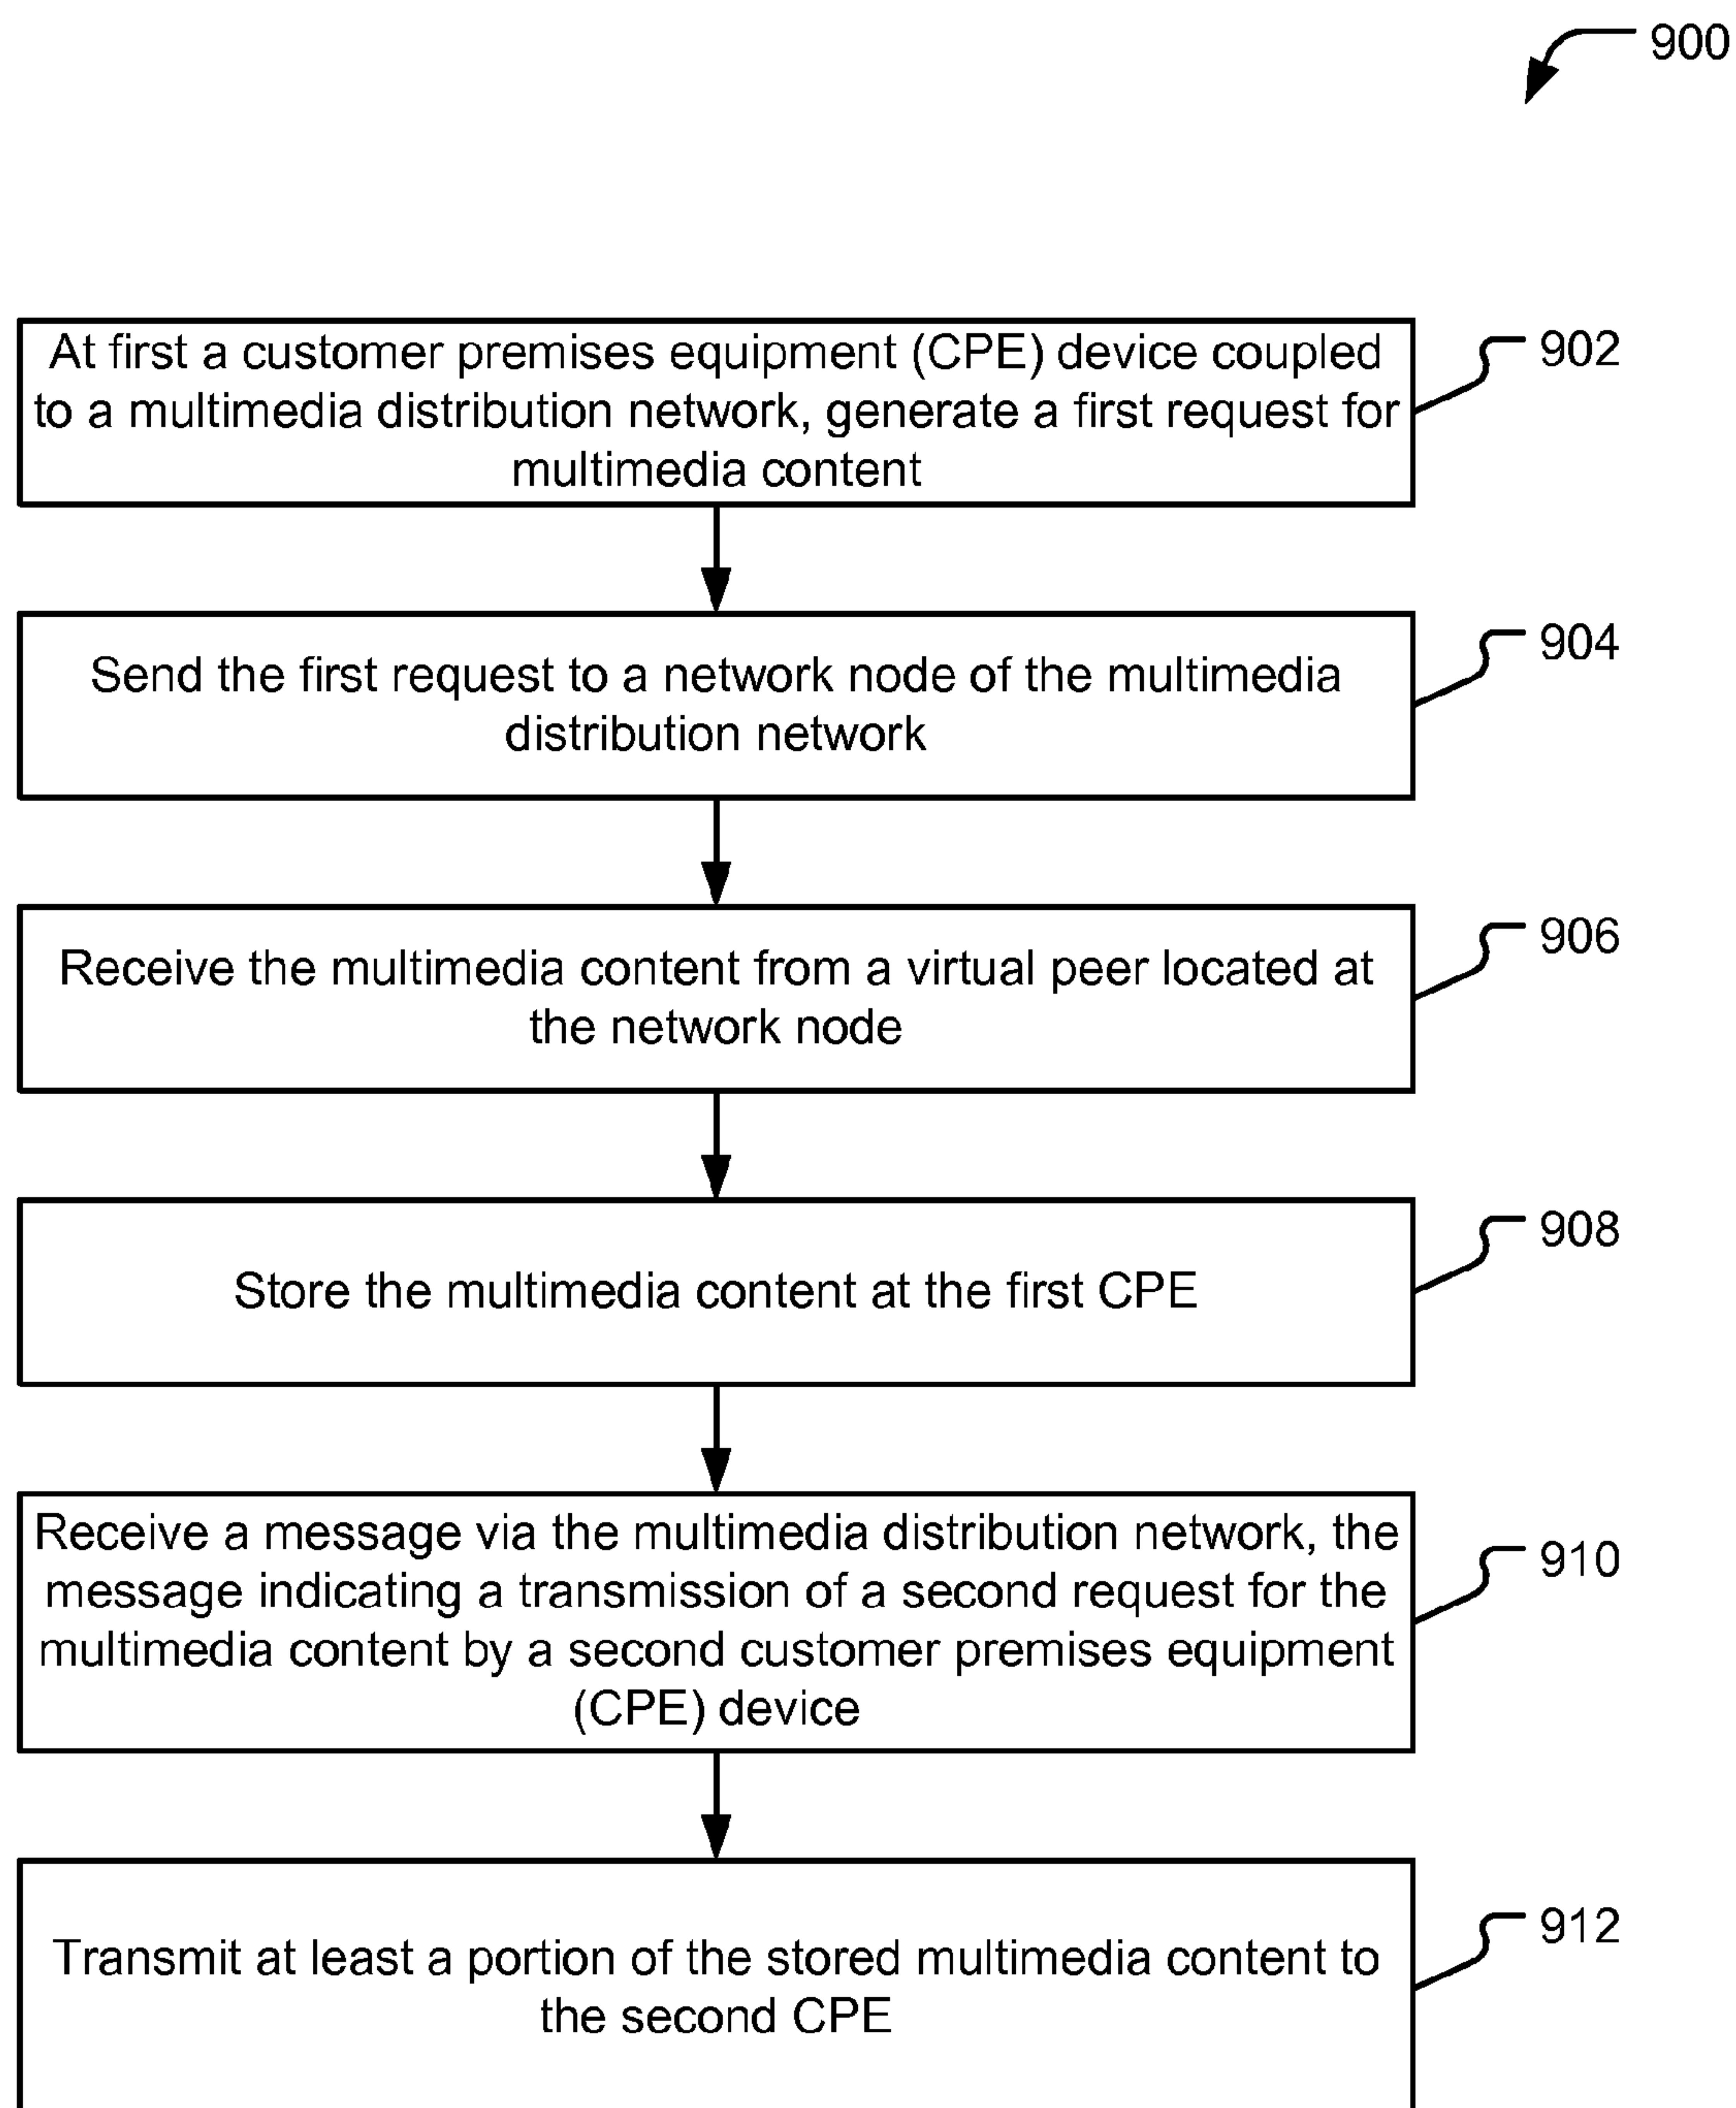 900
At first a customer premises equipment (CPE) device coupled
to a multimedia distribution network, generate a first request for
multimedia content
902
Send the first request to a network node of the multimedia
distribution network
904
Receive the multimedia content from a virtual peer located at
the network node
906
Store the multimedia content at the first CPE
908
Receive a message via the multimedia distribution network, the
message indicating a transmission of a second request for the
multimedia content by a second customer premises equipment
(CPE) device
910
Transmit at least a portion of the stored multimedia content to
the second CPE
912